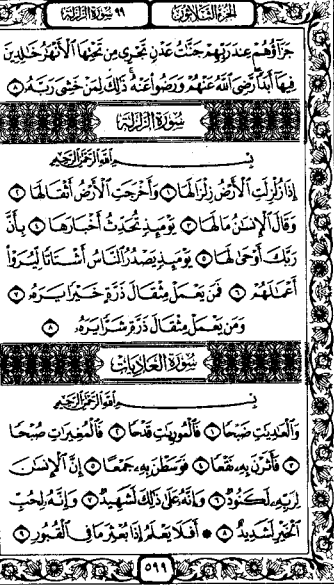 الجزء الثلاثون ٩٩ سورة الزلزلة
جَزَآؤُهُمْ عِندَ رَبِّهِمْ جَنَّٰتُ عَدْنٍ تَجْرِى مِن تَحْتِهَا ٱلْأَنْهَٰرُ خَٰلِدِينَ
فِيهَآ أَبَدًا رَّضِىَ ٱللَّهُ عَنْهُمْ وَرَضُوا۟ عَنْهُ ذَٰلِكَ لِمَنْ خَشِىَ رَبَّهُۥ ٨
سورة الزلزلة
بِسْمِ ٱللَّهِ ٱلرَّحْمَٰنِ ٱلرَّحِيمِ
إِذَا زُلْزِلَتِ ٱلْأَرْضُ زِلْزَالَهَا ١ وَأَخْرَجَتِ ٱلْأَرْضُ أَثْقَالَهَا ٢
وَقَالَ ٱلْإِنسَٰنُ مَا لَهَا ٣ يَوْمَئِذٍ تُحَدِّثُ أَخْبَارَهَا ٤ بِأَنَّ
رَبَّكَ أَوْحَىٰ لَهَا ٥ يَوْمَئِذٍ يَصْدُرُ ٱلنَّاسُ أَشْتَاتًا لِّيُرَوْا۟
أَعْمَٰلَهُمْ ٦ فَمَن يَعْمَلْ مِثْقَالَ ذَرَّةٍ خَيْرًا يَرَهُۥ ٧
وَمَن يَعْمَلْ مِثْقَالَ ذَرَّةٍ شَرًّا يَرَهُۥ ٨
سورة العاديات
بِسْمِ ٱللَّهِ ٱلرَّحْمَٰنِ ٱلرَّحِيمِ
وَٱلْعَٰدِيَٰتِ ضَبْحًا ١ فَٱلْمُورِيَٰتِ قَدْحًا ٢ فَٱلْمُغِيرَٰتِ صُبْحًا
٣ فَأَثَرْنَ بِهِۦ نَقْعًا ٤ فَوَسَطْنَ بِهِۦ جَمْعًا ٥ إِنَّ ٱلْإِنسَٰنَ
لِرَبِّهِۦ لَكَنُودٌ ٦ وَإِنَّهُۥ عَلَىٰ ذَٰلِكَ لَشَهِيدٌ ٧ وَإِنَّهُۥ لِحُبِّ
ٱلْخَيْرِ لَشَدِيدٌ ٨ ۞ أَفَلَا يَعْلَمُ إِذَا بُعْثِرَ مَا فِى ٱلْقُبُورِ ٩
٥٩٩